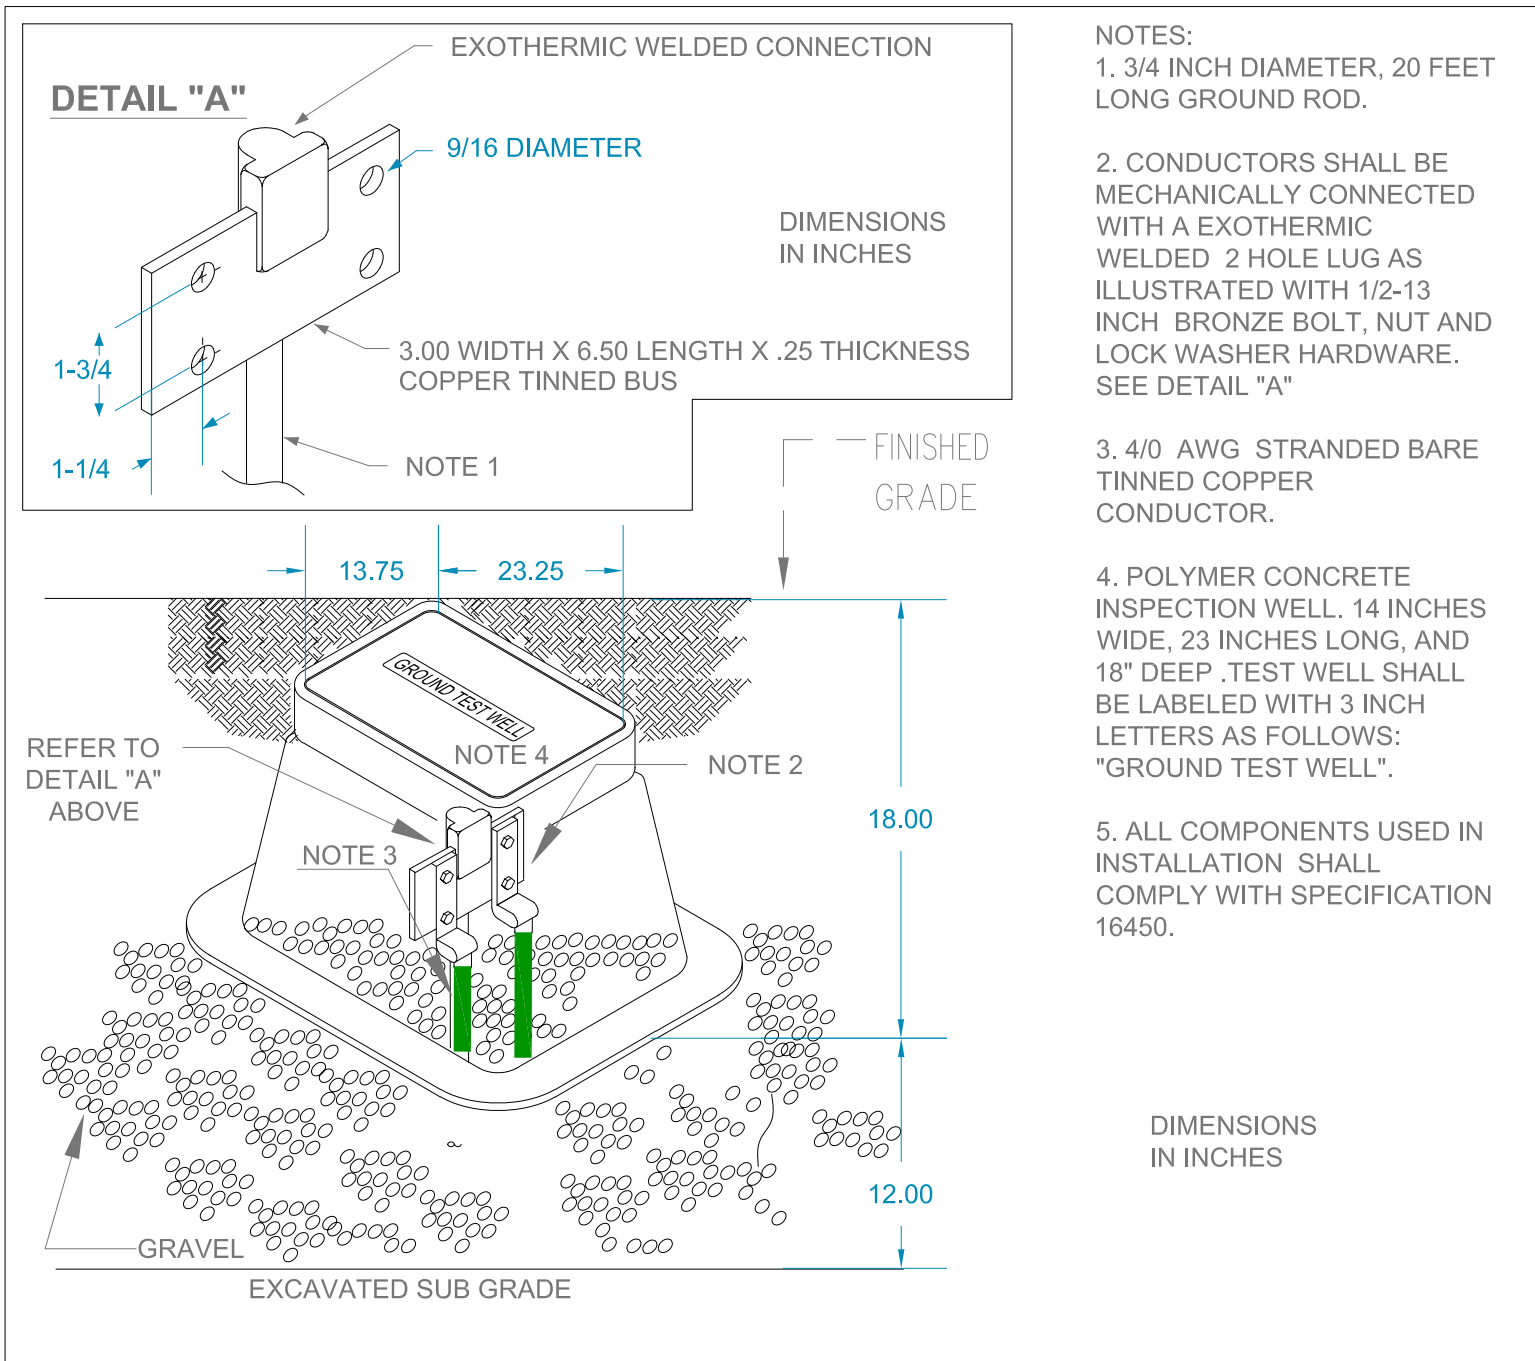 EXOTHERMIC WELDED CONNECTION
DETAIL "A"
9/16 DIAMETER
DIMENSIONS
IN INCHES
1-3/4
3.00 WIDTH X 6.50 LENGTH X .25 THICKNESS
COPPER TINNED BUS
1-1/4
NOTE 1
FINISHED
GRADE
13.75
23.25
GROUND TEST WELL
NOTE 4
REFER TO
DETAIL "A"
ABOVE
NOTE 2
NOTE 3
18.00
12.00
GRAVEL
EXCAVATED SUB GRADE
NOTES:
1. 3/4 INCH DIAMETER, 20 FEET
LONG GROUND ROD.
2. CONDUCTORS SHALL BE
MECHANICALLY CONNECTED
WITH A EXOTHERMIC
WELDED  2 HOLE LUG AS
ILLUSTRATED WITH 1/2-13
INCH  BRONZE BOLT, NUT AND
LOCK WASHER HARDWARE.
SEE DETAIL "A"
3. 4/0  AWG  STRANDED BARE
TINNED COPPER
CONDUCTOR.
4. POLYMER CONCRETE
INSPECTION WELL. 14 INCHES
WIDE, 23 INCHES LONG, AND
18" DEEP .TEST WELL SHALL
BE LABELED WITH 3 INCH
LETTERS AS FOLLOWS:
"GROUND TEST WELL".
5. ALL COMPONENTS USED IN
INSTALLATION  SHALL
COMPLY WITH SPECIFICATION
16450.
DIMENSIONS
IN INCHES